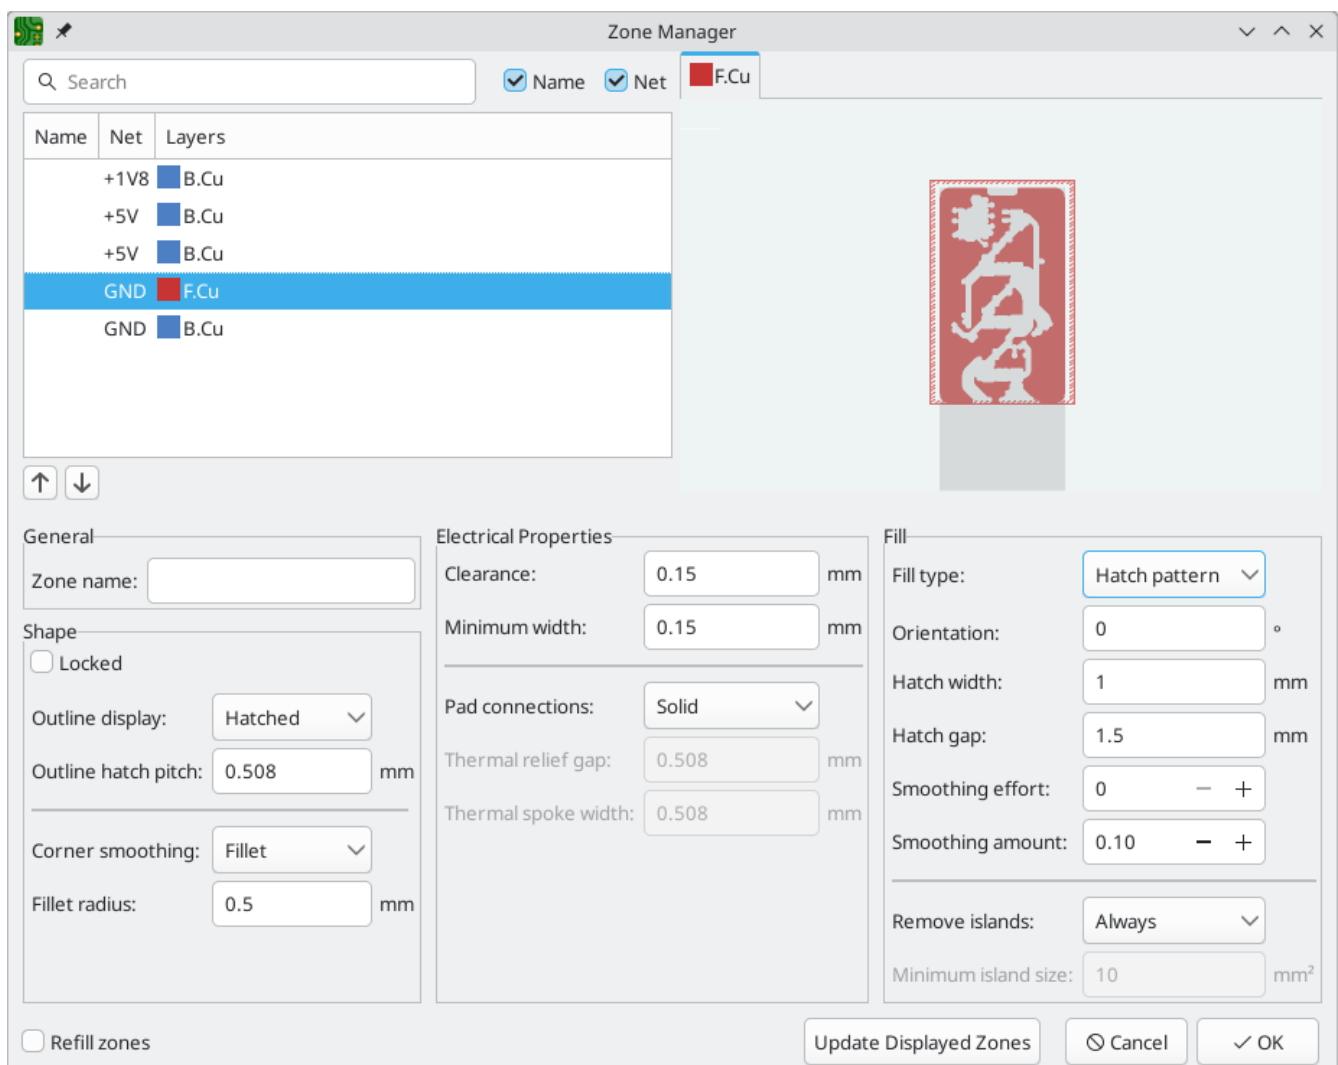 Zone Manager
Search
Name
Net
F.Cu
Name Net Layers
+1V8 B.Cu
+5V B.Cu
+5V B.Cu
GND F.Cu
GND B.Cu
General
Zone name:
Shape
Locked
Outline display: Hatched
Outline hatch pitch: 0.508 mm
Corner smoothing: Fillet
Fillet radius: 0.5 mm
Electrical Properties
Clearance: 0.15 mm
Minimum width: 0.15 mm
Pad connections: Solid
Thermal relief gap: 0.508 mm
Thermal spoke width: 0.508 mm
Fill
Fill type: Hatch pattern
Orientation: 0 °
Hatch width: 1 mm
Hatch gap: 1.5 mm
Smoothing effort: 0 − +
Smoothing amount: 0.10 − +
Remove islands: Always
Minimum island size: 10 mm²
Refill zones
Update Displayed Zones
Cancel
OK